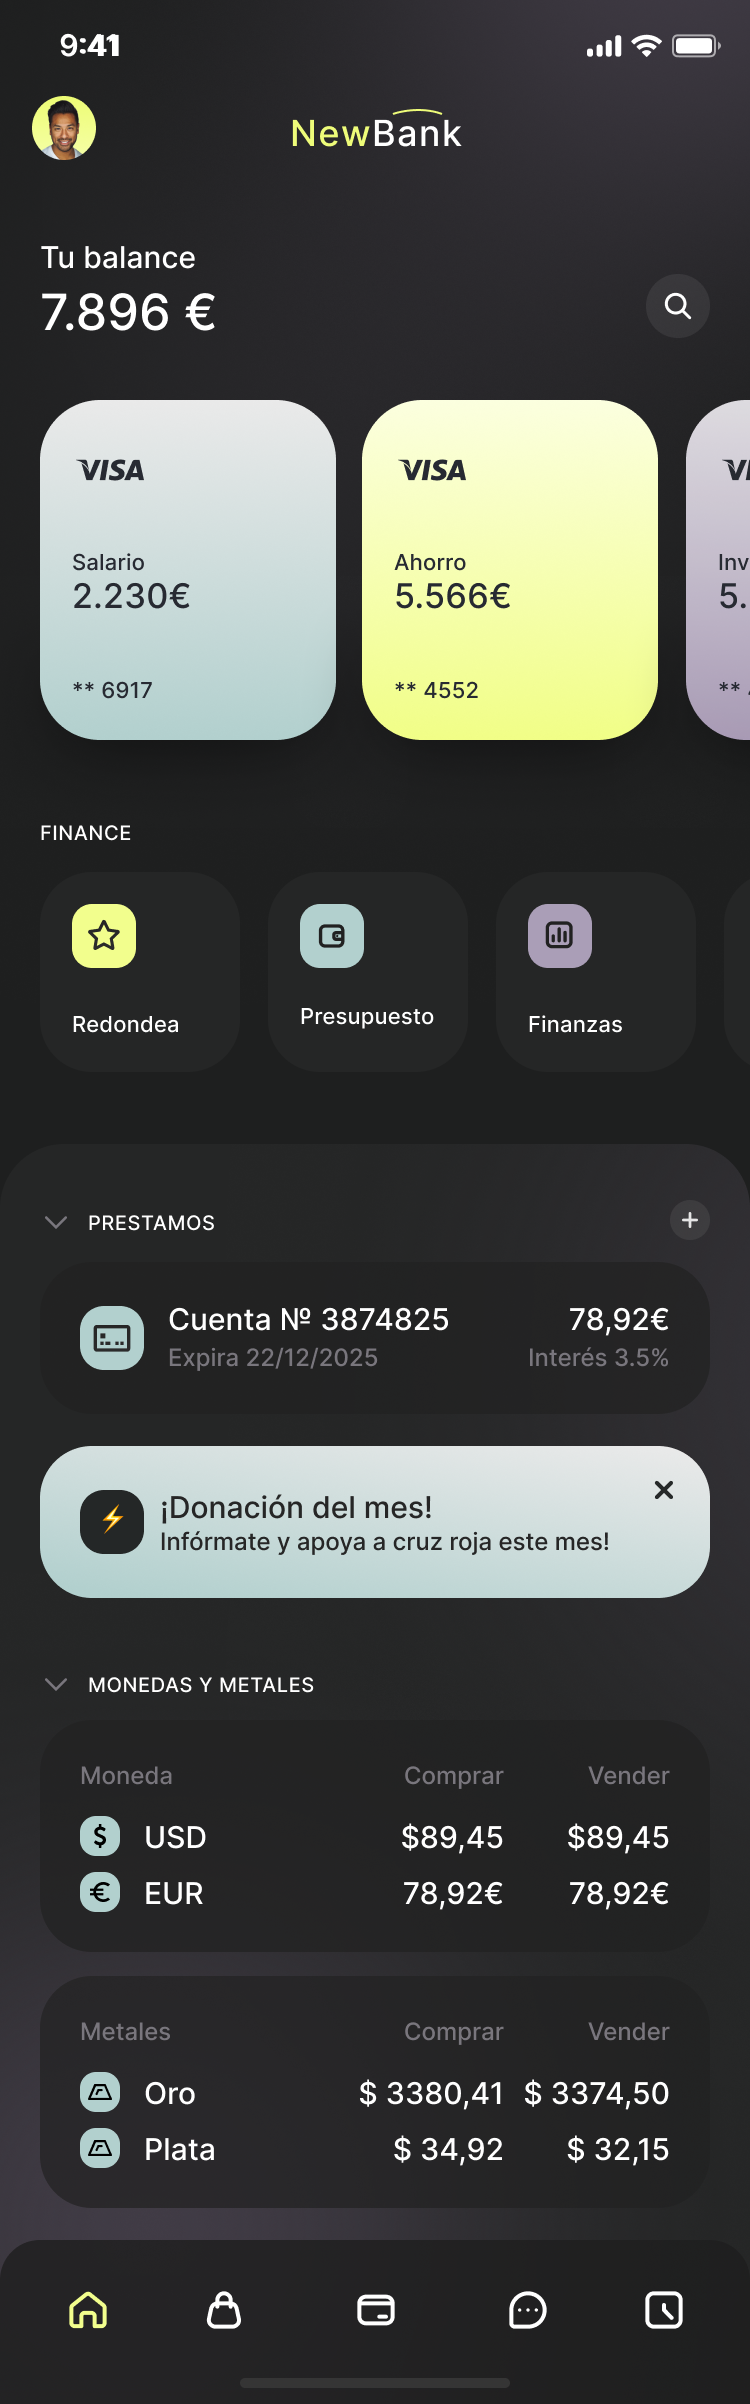 9:41
NewBank
Tu balance
7.896 €
VISA
Salario
2.230€
** 6917
VISA
Ahorro
5.566€
** 4552
FINANCE
Redondea
Presupuesto
Finanzas
PRESTAMOS
Cuenta Nº 3874825 78,92€
Expira 22/12/2025 Interés 3.5%
¡Donación del mes!
Infórmate y apoya a cruz roja este mes!
MONEDAS Y METALES
Moneda Comprar Vender
USD $89,45 $89,45
EUR 78,92€ 78,92€
Metales Comprar Vender
Oro $ 3380,41 $ 3374,50
Plata $ 34,92 $ 32,15